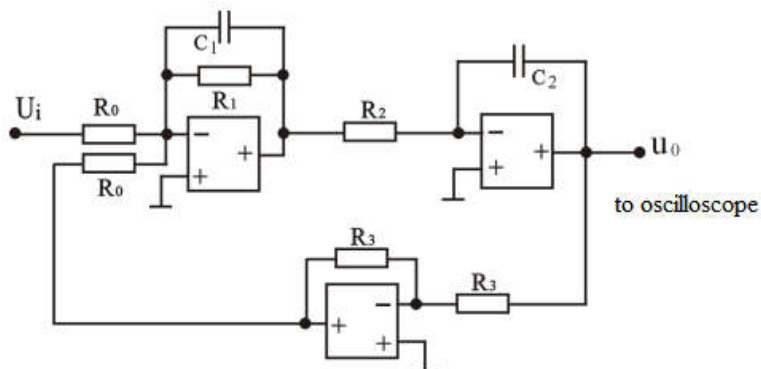 C1
Ui
R0
R1
−
+
+
R0
R2
C2
−
+
+
u0
to oscilloscope
R3
R3
−
+
+